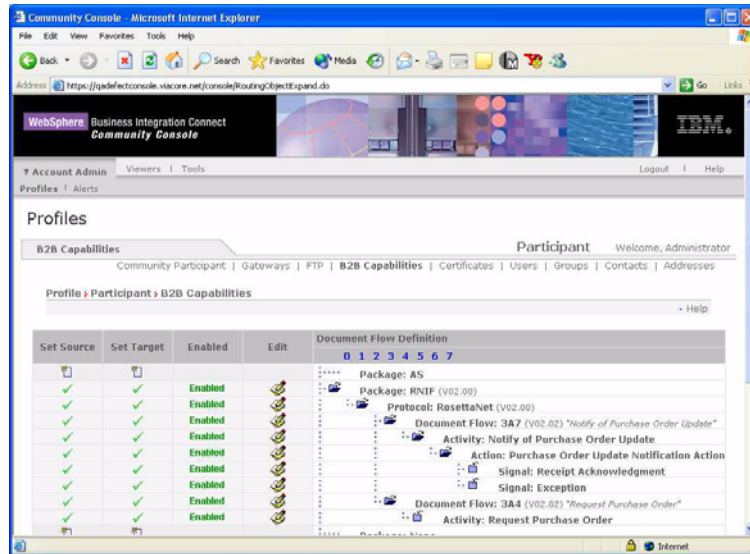 Community Console - Microsoft Internet Explorer
File Edit View Favorites Tools Help
Back Search Favorites Media
Address https://qadefectconsole.viacore.net/console/RoutingObjectExpand.do Go Links
WebSphere Business Integration Connect
Community Console
IBM.
? Account Admin Viewers | Tools Logout | Help
Profiles | Alerts
Profiles
B2B Capabilities Participant Welcome, Administrator
Community Participant | Gateways | FTP | B2B Capabilities | Certificates | Users | Groups | Contacts | Addresses
Profile > Participant > B2B Capabilities
Help
Set Source Set Target Enabled Edit Document Flow Definition
0 1 2 3 4 5 6 7
Package: AS
Enabled Package: RNIF (V02.00)
Enabled Protocol: RosettaNet (V02.00)
Enabled Document Flow: 3A7 (V02.02) "Notify of Purchase Order Update"
Enabled Activity: Notify of Purchase Order Update
Enabled Action: Purchase Order Update Notification Action
Enabled Signal: Receipt Acknowledgment
Enabled Signal: Exception
Enabled Document Flow: 3A4 (V02.02) "Request Purchase Order"
Enabled Activity: Request Purchase Order
Internet